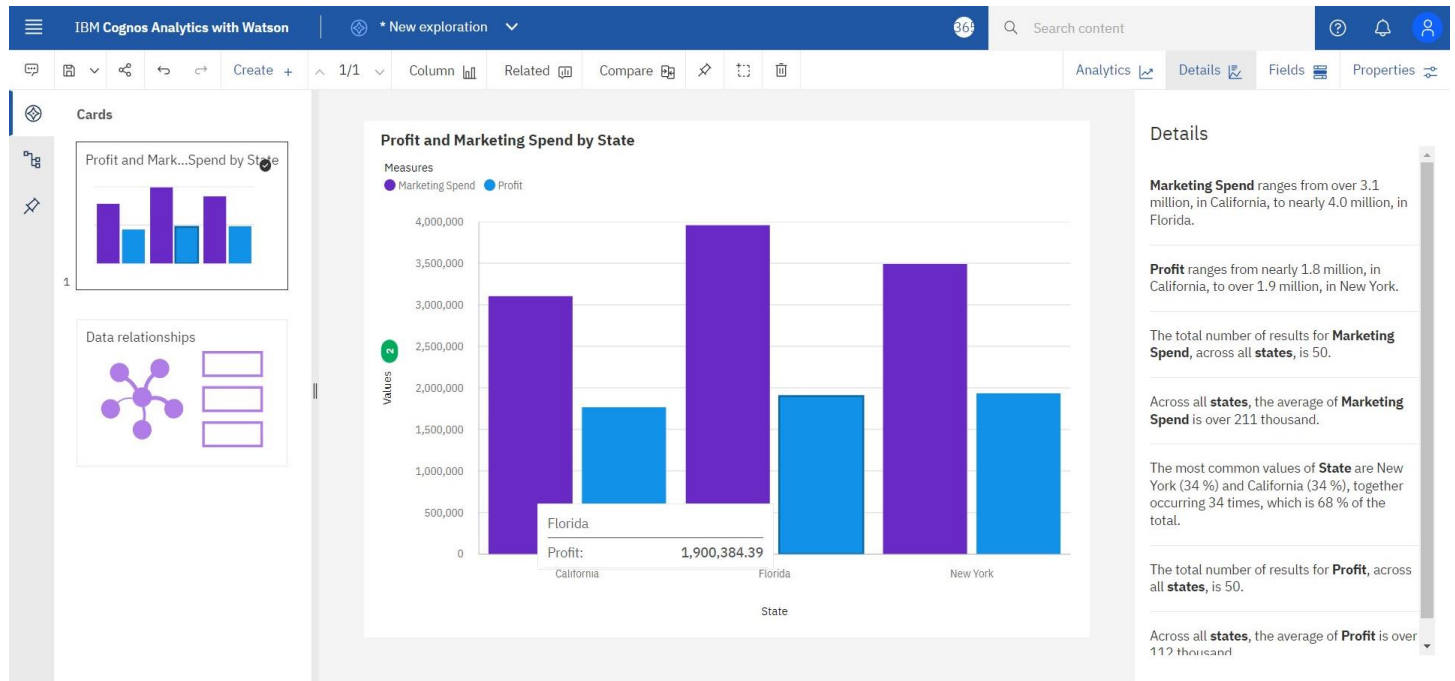 IBM Cognos Analytics with Watson
* New exploration
365
Search content
Create +
1/1
Column
Related
Compare
Analytics
Details
Fields
Properties
Cards
Profit and Mark...Spend by State
1
Data relationships
Profit and Marketing Spend by State
Measures
Marketing Spend
Profit
4,000,000
3,500,000
3,000,000
2,500,000
2,000,000
1,500,000
1,000,000
500,000
0
Values
2
Florida
Profit: 1,900,384.39
California
Florida
New York
State
Details
Marketing Spend ranges from over 3.1
million, in California, to nearly 4.0 million, in
Florida.
Profit ranges from nearly 1.8 million, in
California, to over 1.9 million, in New York.
The total number of results for Marketing
Spend, across all states, is 50.
Across all states, the average of Marketing
Spend is over 211 thousand.
The most common values of State are New
York (34 %) and California (34 %), together
occurring 34 times, which is 68 % of the
total.
The total number of results for Profit, across
all states, is 50.
Across all states, the average of Profit is over
112 thousand